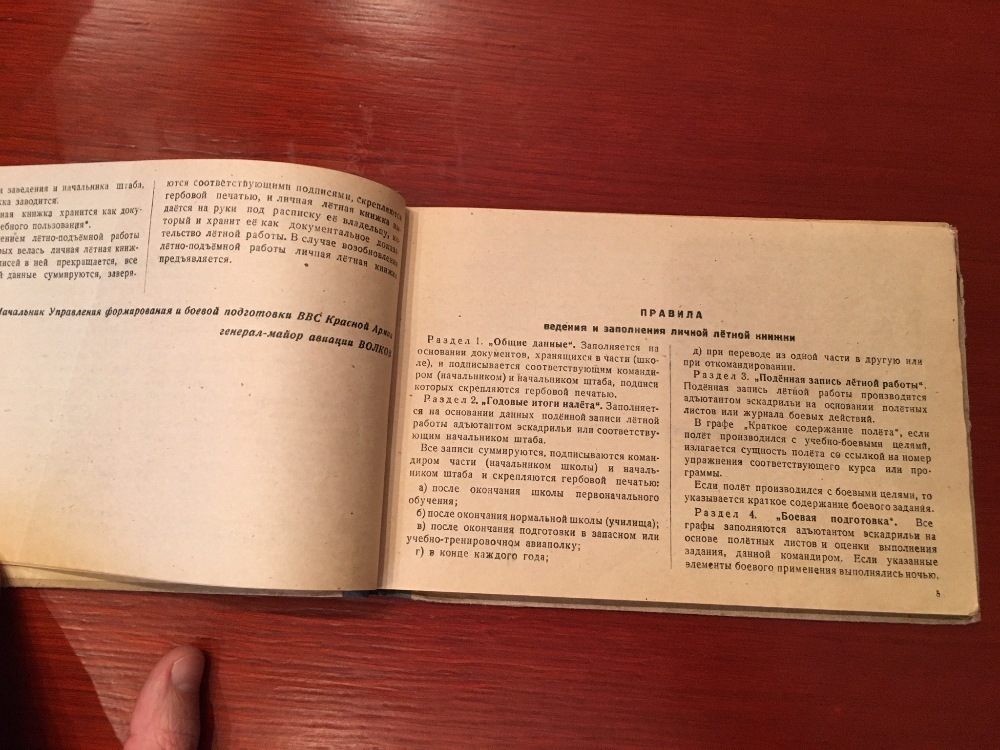 заведения и начальника штаба,
заводится.
книжка хранится как доку-
пользования".
лётно-подъёмной работы
велась личная лётная книж-
в ней прекращается, все
данные суммируются, заверя-
ются соответствующими подписями, скрепляются
гербовой печатью, и личная лётная книжка
даётся на руки под расписку её владельцу,
торый и хранит её как документальное
тельство лётной работы. В случае возобновления
лётно-подъёмной работы личная лётная книжка
предъявляется.
Начальник Управления формирования и боевой подготовки ВВС Красной Армии
генерал-майор авиации ВОЛКОВ
ПРАВИЛА
ведения и заполнения личной лётной книжки
Раздел 1. „Общие данные“. Заполняется на
основании документов, хранящихся в части (шко-
ле), и подписывается соответствующим команди-
ром (начальником) и начальником штаба, подписи
которых скрепляются гербовой печатью.
Раздел 2. „Годовые итоги налёта“. Заполняет-
ся на основании данных подённой записи лётной
работы адъютантом эскадрильи или соответству-
ющим начальником штаба.
Все записи суммируются, подписываются коман-
диром части (начальником школы) и началь-
ником штаба и скрепляются гербовой печатью:
а) после окончания школы первоначального
обучения;
б) после окончания нормальной школы (училища);
в) после окончания подготовки в запасном или
учебно-тренировочном авиаполку;
г) в конце каждого года;
д) при переводе из одной части в другую или
при откомандировании.
Раздел 3. „Подённая запись лётной работы“.
Подённая запись лётной работы производится
адъютантом эскадрильи на основании полётных
листов или журнала боевых действий.
В графе „Краткое содержание полёта“, если
полёт производился с учебно-боевыми целями,
излагается сущность полёта со ссылкой на номер
упражнения соответствующего курса или про-
граммы.
Если полёт производился с боевыми целями, то
указывается краткое содержание боевого задания.
Раздел 4. „Боевая подготовка“. Все
графы заполняются адъютантом эскадрильи на
основе полётных листов и оценки выполнения
задания, данной командиром. Если указанные
элементы боевого применения выполнялись ночью,